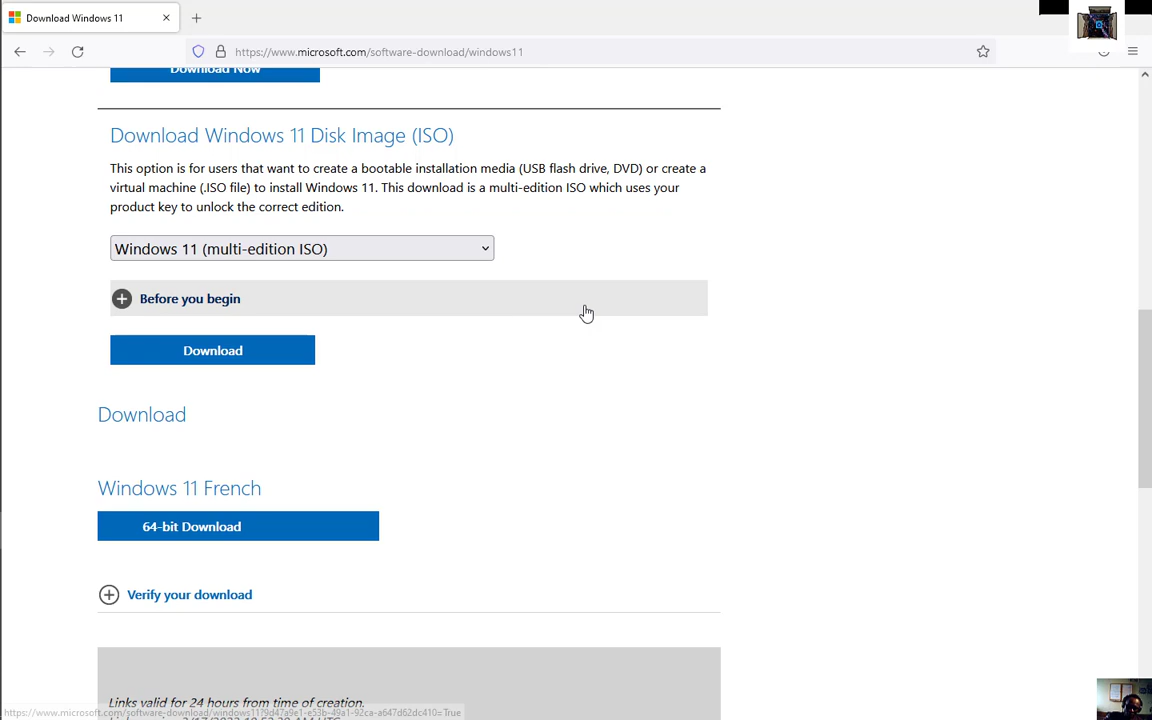 Download Windows 11
https://www.microsoft.com/software-download/windows11
Download Now
Download Windows 11 Disk Image (ISO)
This option is for users that want to create a bootable installation media (USB flash drive, DVD) or create a
virtual machine (.ISO file) to install Windows 11. This download is a multi-edition ISO which uses your
product key to unlock the correct edition.
Windows 11 (multi-edition ISO)
Before you begin
Download
Download
Windows 11 French
64-bit Download
Verify your download
Links valid for 24 hours from time of creation.